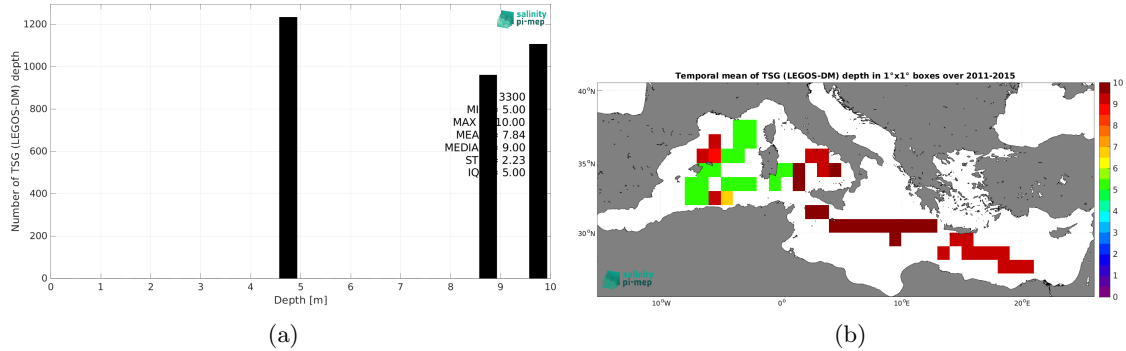 1200
1000
800
600
400
200
0
Number of TSG (LEGOS-DM) depth
salinity
pi-mep
3300
MI = 5.00
MAX 10.00
MEA = 7.84
MEDIA = 9.00
ST = 2.23
IQ = 5.00
0 1 2 3 4 5 6 7 8 9 10
Depth [m]
(a)
Temporal mean of TSG (LEGOS-DM) depth in 1°x1° boxes over 2011-2015
40°N
35°N
30°N
10°W 0° 10°E 20°E
salinity
pi-mep
10
9
8
7
6
5
4
3
2
1
0
(b)